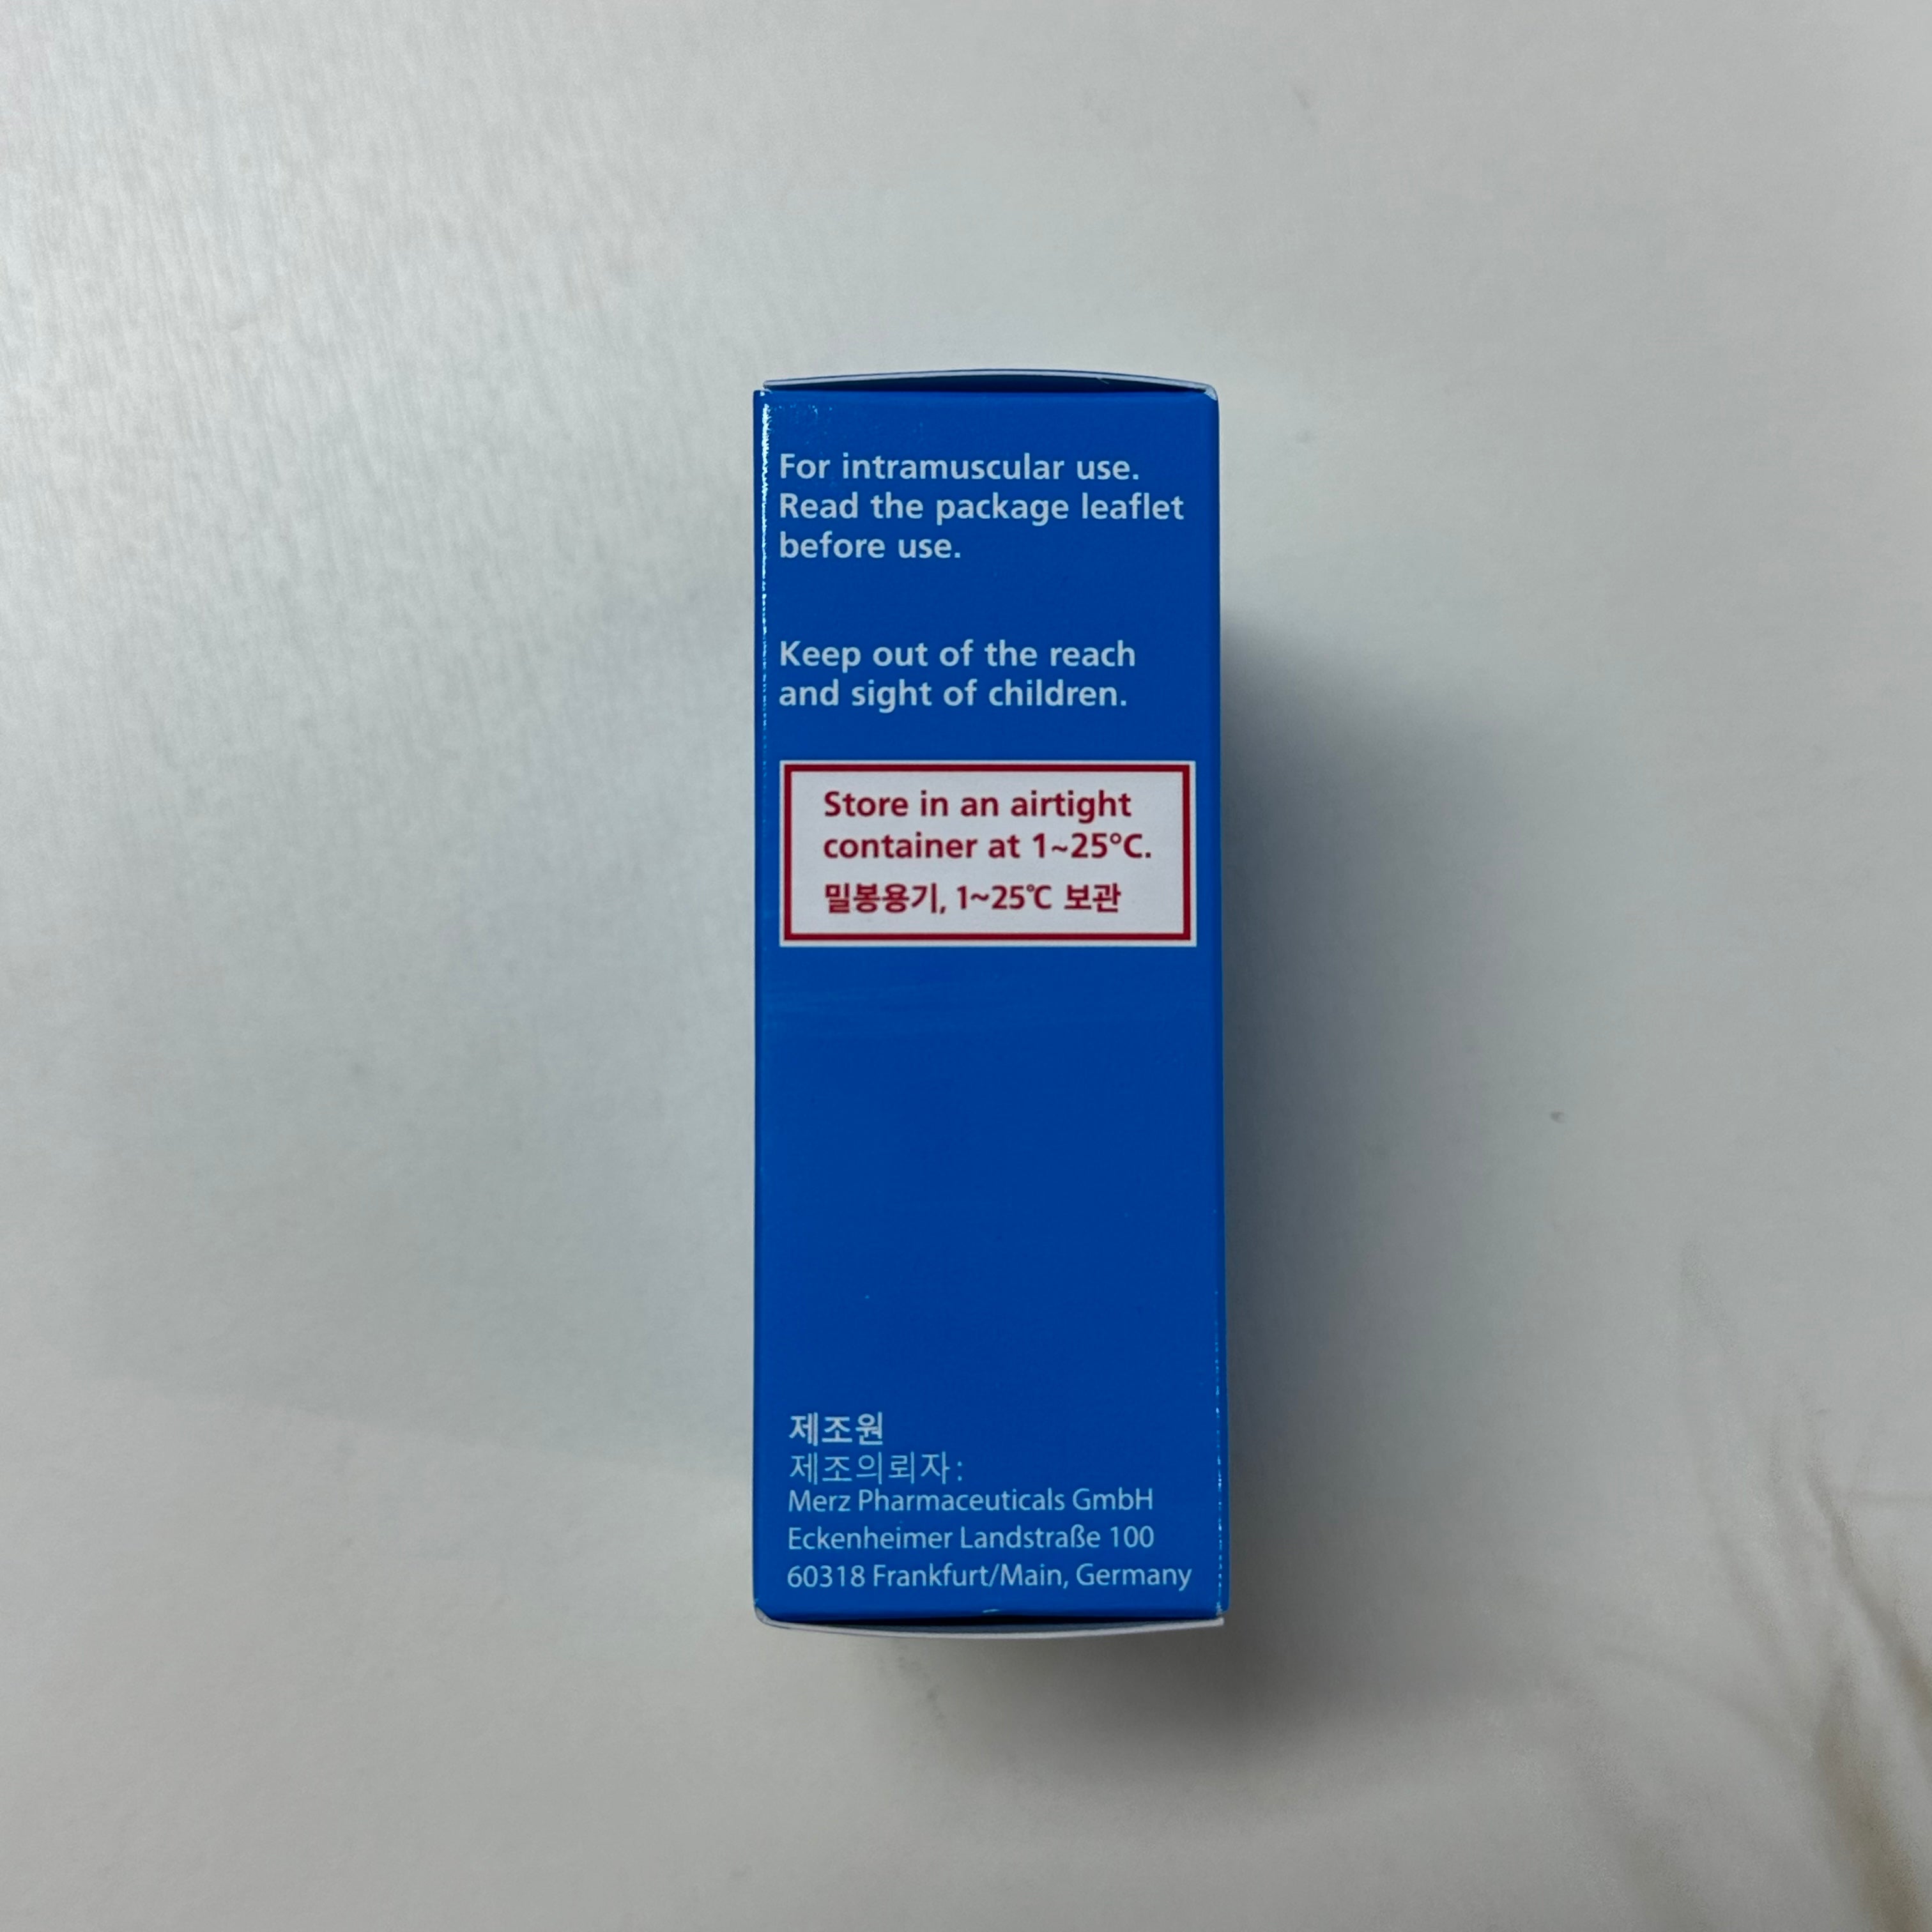 For intramuscular use.
Read the package leaflet
before use.
Keep out of the reach
and sight of children.
Store in an airtight
container at 1~25°C.
밀봉용기, 1~25℃ 보관
제조원
제조의뢰자:
Merz Pharmaceuticals GmbH
Eckenheimer Landstraße 100
60318 Frankfurt/Main, Germany